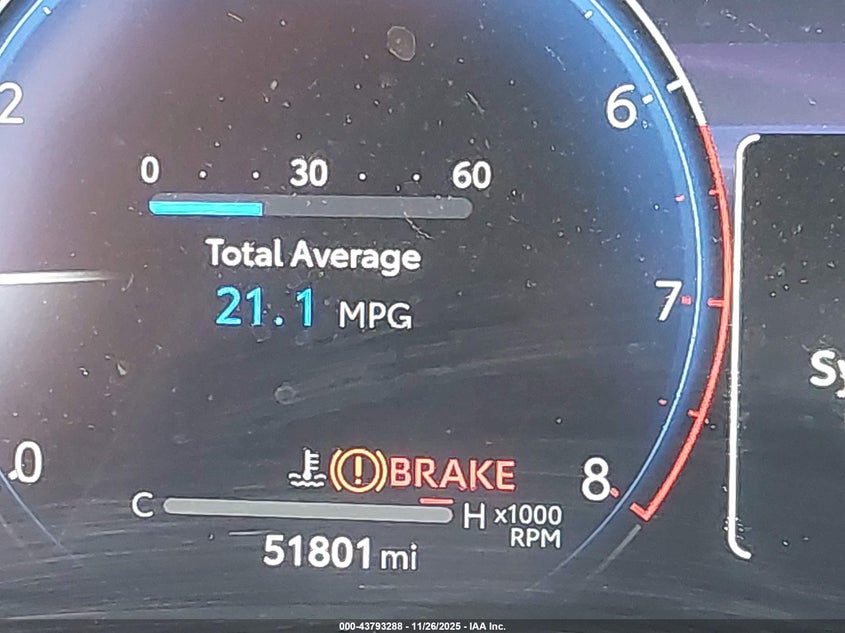 2
6
0 30 60
Total Average
21.1 MPG
7
0
BRAKE
8
C H x1000
RPM
51801 mi
000-43793288 - 11/26/2025 - IAA Inc.